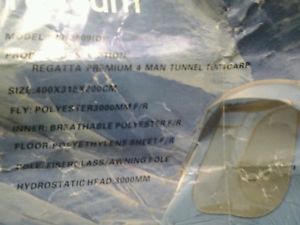 MODEL
REGATTA PREMIUM 4 MAN TUNNEL TENT/CARP
SIZE:400X310X200CM
FLY: POLYESTER3000MM F/R
INNER: BREATHABLE POLYESTER F/R
FLOOR:POLYETHYLENE SHEET F/R
POLE:FIBERGLASS/AWNING POLE
HYDROSTATIC HEAD 3000MM